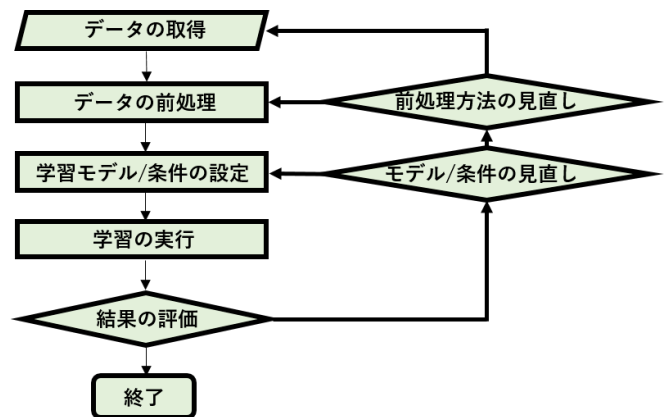 データの取得
データの前処理
前処理方法の見直し
学習モデル/条件の設定
モデル/条件の見直し
学習の実行
結果の評価
終了